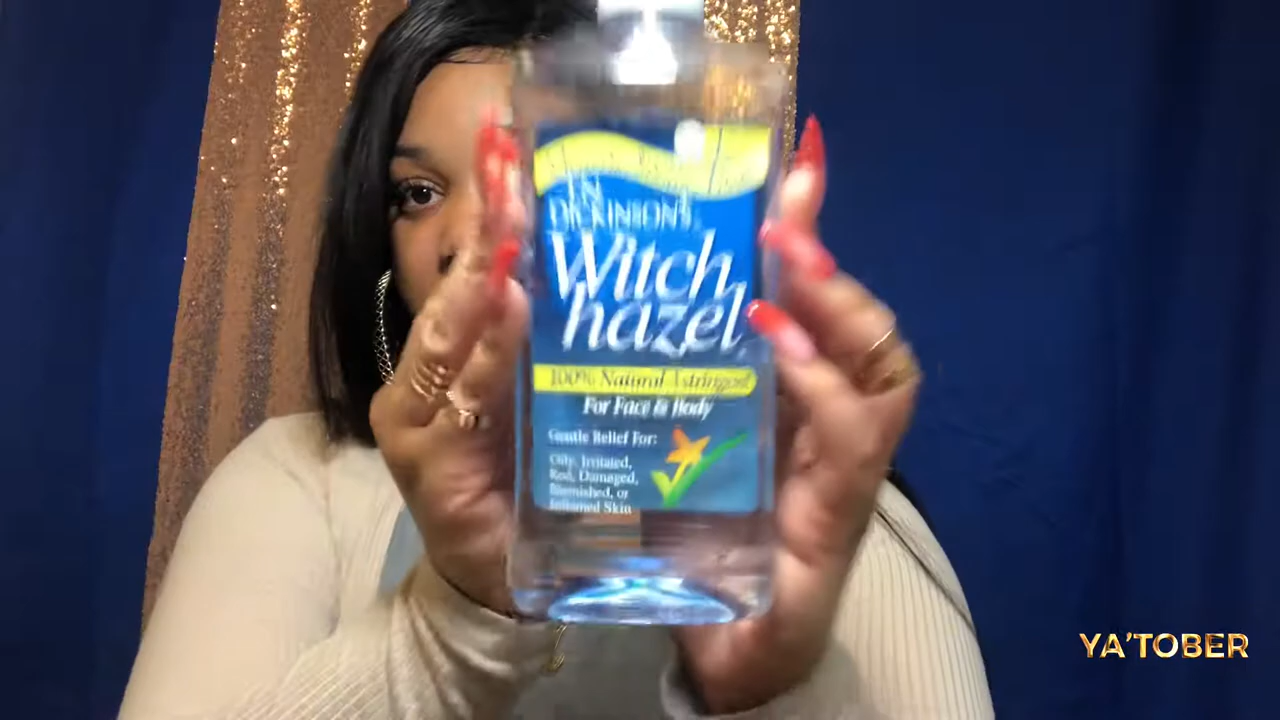 T.N.
DICKINSON'S
Witch
hazel
100% Natural Astringent
For Face & Body
Gentle Relief For:
Oily, Irritated,
Red, Damaged,
Blemished, or
Inflamed Skin
YA'TOBER